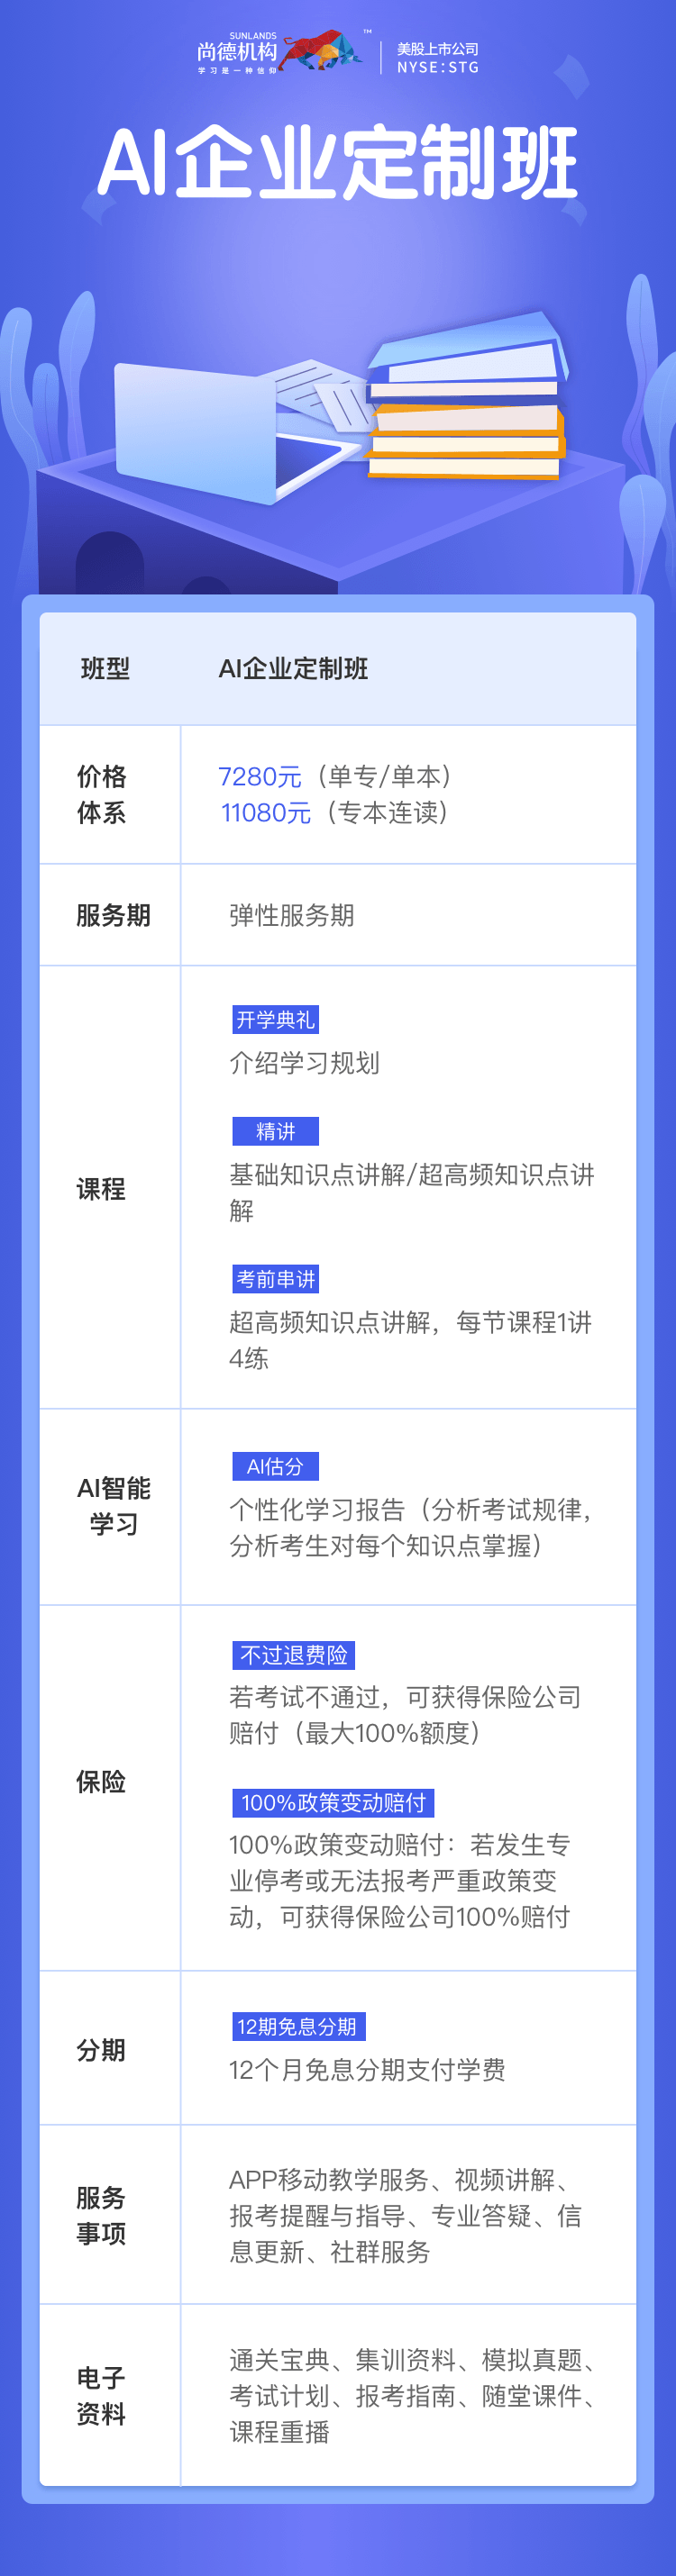 SUNLANDS
尚德机构
学习是一种信仰
TM
美股上市公司
NYSE:STG
AI企业定制班
班型
AI企业定制班
价格
体系
7280元（单专/单本）
11080元（专本连读）
服务期
弹性服务期
课程
开学典礼
介绍学习规划
精讲
基础知识点讲解/超高频知识点讲
解
考前串讲
超高频知识点讲解，每节课程1讲
4练
AI智能
学习
AI估分
个性化学习报告（分析考试规律，
分析考生对每个知识点掌握）
保险
不过退费险
若考试不通过，可获得保险公司
赔付（最大100%额度）
100%政策变动赔付
100%政策变动赔付：若发生专
业停考或无法报考严重政策变
动，可获得保险公司100%赔付
分期
12期免息分期
12个月免息分期支付学费
服务
事项
APP移动教学服务、视频讲解、
报考提醒与指导、专业答疑、信
息更新、社群服务
电子
资料
通关宝典、集训资料、模拟真题、
考试计划、报考指南、随堂课件、
课程重播